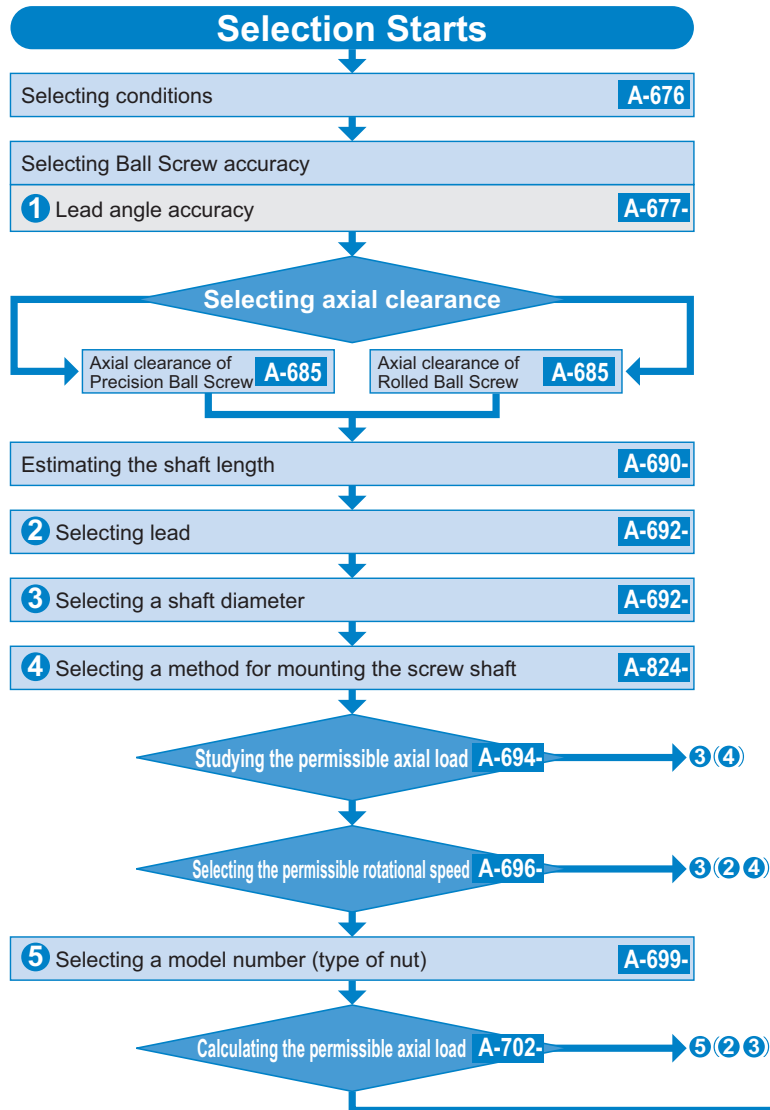 Selection Starts
Selecting conditions A-676
Selecting Ball Screw accuracy
1 Lead angle accuracy A-677-
Selecting axial clearance
Axial clearance of
Precision Ball Screw A-685
Axial clearance of
Rolled Ball Screw A-685
Estimating the shaft length A-690-
2 Selecting lead A-692-
3 Selecting a shaft diameter A-692-
4 Selecting a method for mounting the screw shaft A-824-
Studying the permissible axial load A-694- 3(4)
Selecting the permissible rotational speed A-696- 3(2 4)
5 Selecting a model number (type of nut) A-699-
Calculating the permissible axial load A-702- 5(2 3)